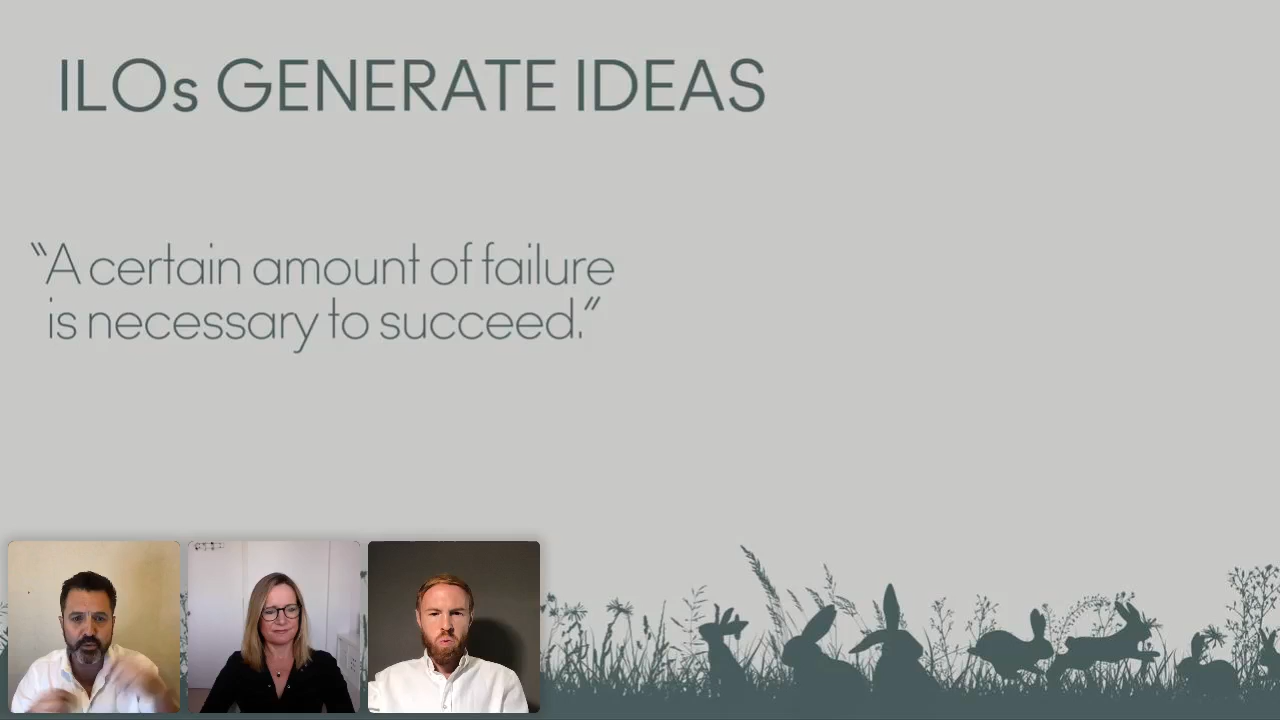 ILOs GENERATE IDEAS
“A certain amount of failure
is necessary to succeed.”